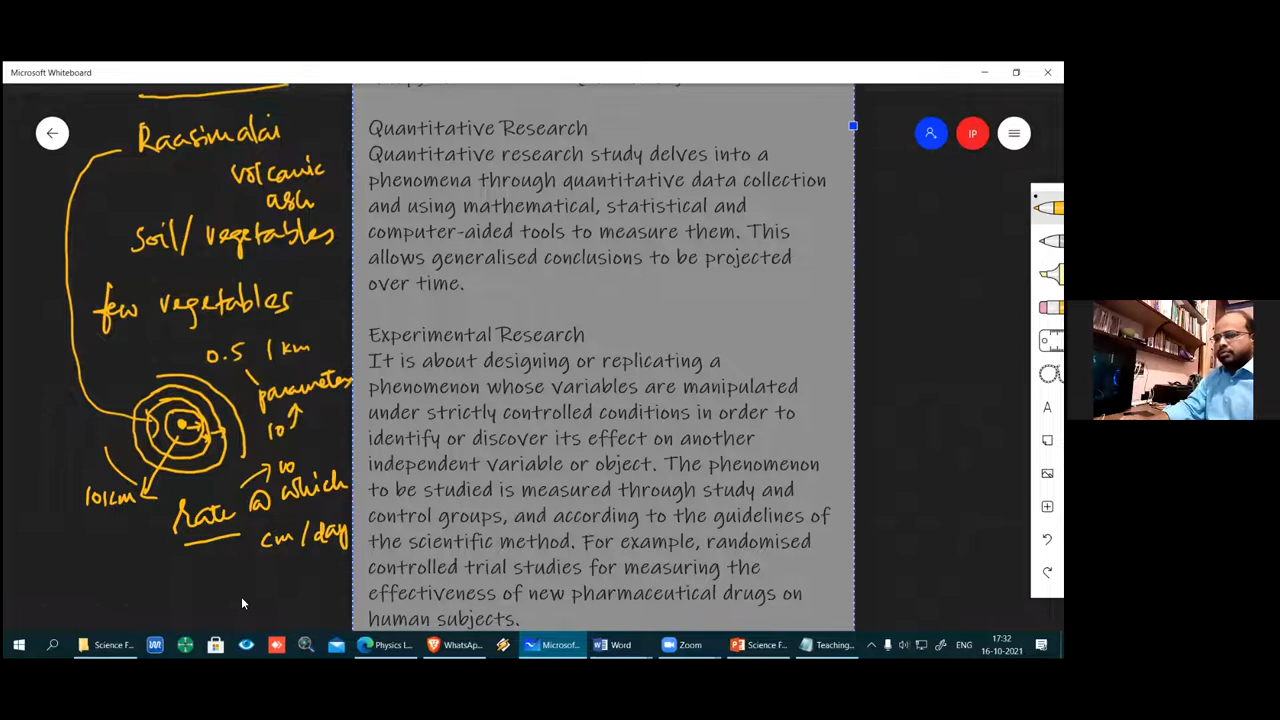 Microsoft Whiteboard
Raasimalai
volcanic
ash
soil/ vegetables
few vegetables
0.5 1 km
parameters
10
101cm
10
rate @ which
cm/day
Quantitative Research
Quantitative research study delves into a
phenomena through quantitative data collection
and using mathematical, statistical and
computer-aided tools to measure them. This
allows generalised conclusions to be projected
over time.
Experimental Research
It is about designing or replicating a
phenomenon whose variables are manipulated
under strictly controlled conditions in order to
identify or discover its effect on another
independent variable or object. The phenomenon
to be studied is measured through study and
control groups, and according to the guidelines of
the scientific method. For example, randomised
controlled trial studies for measuring the
effectiveness of new pharmaceutical drugs on
human subjects.
IP
A
Science F...
Physics l...
WhatsAp...
Microsof...
Word
Zoom
Science F...
Teaching...
ENG
17:32
16-10-2021